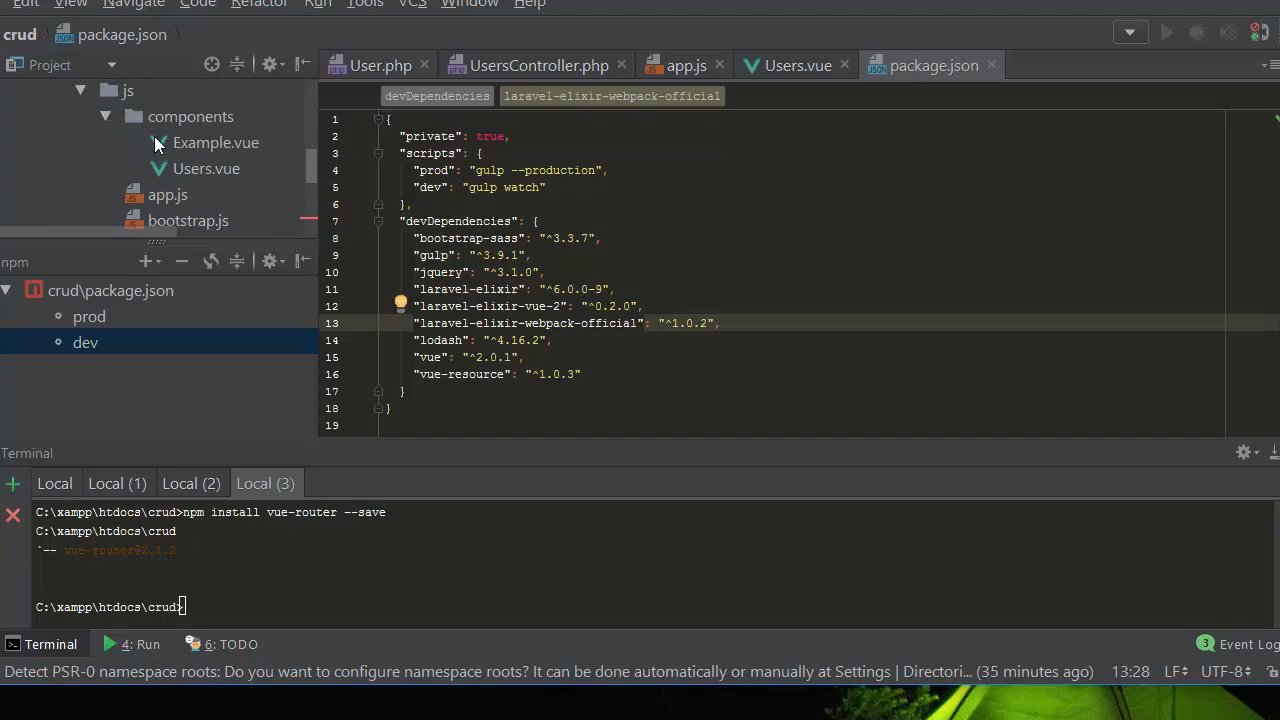 Edit View Navigate Code Refactor Run Tools VCS Window Help
crud package.json
Project User.php UsersController.php app.js Users.vue package.json
js
components
Example.vue
Users.vue
app.js
bootstrap.js
npm
crud\package.json
prod
dev
devDependencies laravel-elixir-webpack-official
1 {
2 "private": true,
3 "scripts": {
4 "prod": "gulp --production",
5 "dev": "gulp watch"
6 },
7 "devDependencies": {
8 "bootstrap-sass": "^3.3.7",
9 "gulp": "^3.9.1",
10 "jquery": "^3.1.0",
11 "laravel-elixir": "^6.0.0-9",
12 "laravel-elixir-vue-2": "^0.2.0",
13 "laravel-elixir-webpack-official": "^1.0.2",
14 "lodash": "^4.16.2",
15 "vue": "^2.0.1",
16 "vue-resource": "^1.0.3"
17 }
18 }
19
Terminal
Local Local (1) Local (2) Local (3)
C:\xampp\htdocs\crud>npm install vue-router --save
C:\xampp\htdocs\crud
`-- vue-router@2.1.2
C:\xampp\htdocs\crud>
Terminal 4: Run 6: TODO 3 Event Log
Detect PSR-0 namespace roots: Do you want to configure namespace roots? It can be done automatically or manually at Settings | Directori... (35 minutes ago) 13:28 LF UTF-8